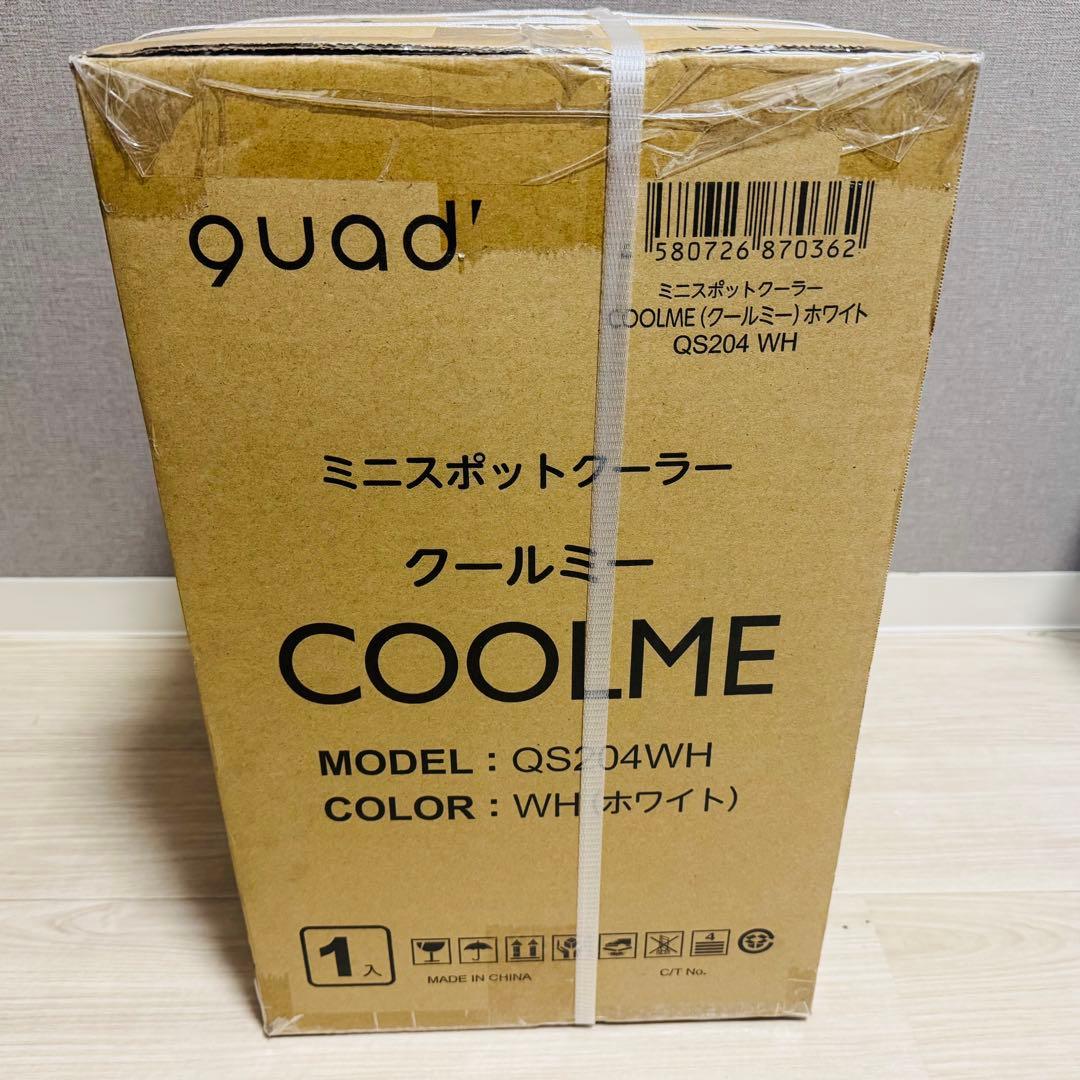 quad'
580726 870362
ミニスポットクーラー
COOLME (クールミー) ホワイト
QS204 WH
ミニスポットクーラー
クールミー
COOLME
MODEL : QS204WH
COLOR : WH (ホワイト)
1入
4
MADE IN CHINA
C/T No.